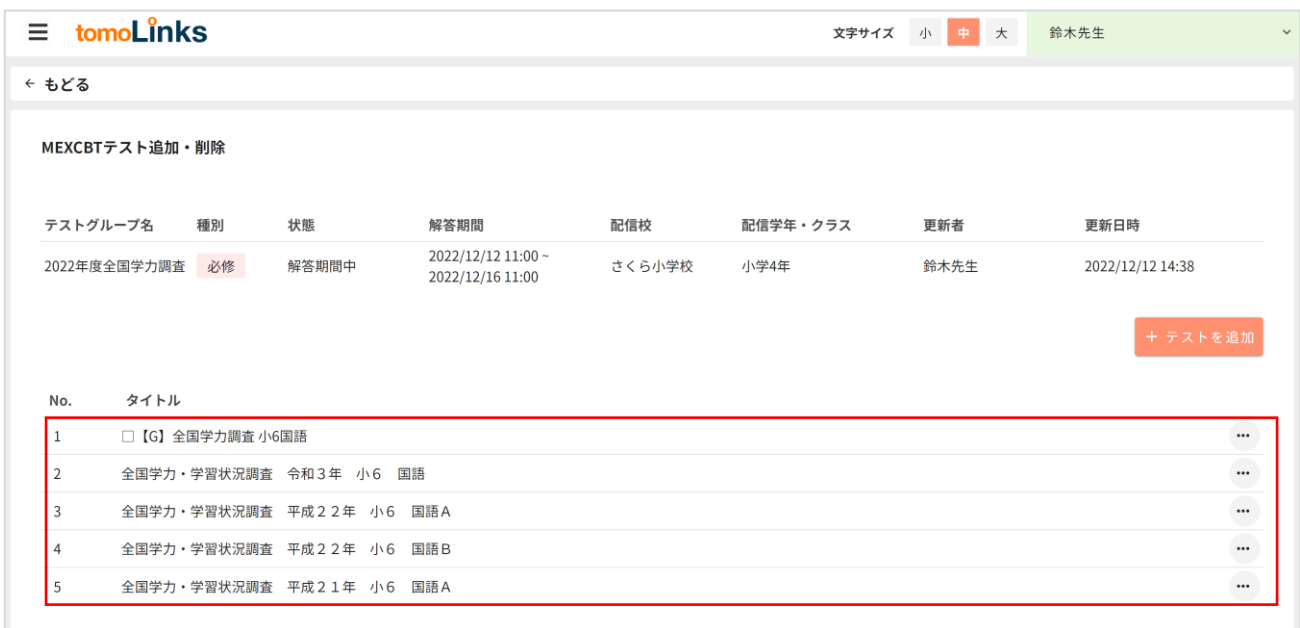 tomoLinks 文字サイズ 小 中 大 鈴木先生
← もどる
MEXCBTテスト追加・削除
テストグループ名 種別 状態 解答期間 配信校 配信学年・クラス 更新者 更新日時
2022年度全国学力調査 必修 解答期間中 2022/12/12 11:00 ~ さくら小学校 小学4年 鈴木先生 2022/12/12 14:38
2022/12/16 11:00
+ テストを追加
No. タイトル
1 □【G】全国学力調査 小6国語 •••
2 全国学力・学習状況調査 令和3年 小6 国語 •••
3 全国学力・学習状況調査 平成22年 小6 国語A •••
4 全国学力・学習状況調査 平成22年 小6 国語B •••
5 全国学力・学習状況調査 平成21年 小6 国語A •••